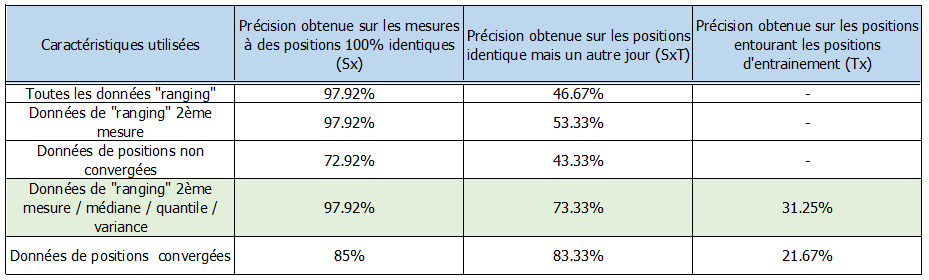 Caractéristiques utilisées
Précision obtenue sur les mesures
à des positions 100% identiques
(Sx)
Précision obtenue sur les positions
identique mais un autre jour (SxT)
Précision obtenue sur les positions
entourant les positions
d'entrainement (Tx)
Toutes les données "ranging"
97.92%
46.67%
-
Données de "ranging" 2ème
mesure
97.92%
53.33%
-
Données de positions non
convergées
72.92%
43.33%
-
Données de "ranging" 2ème
mesure / médiane / quantile /
variance
97.92%
73.33%
31.25%
Données de positions convergées
85%
83.33%
21.67%